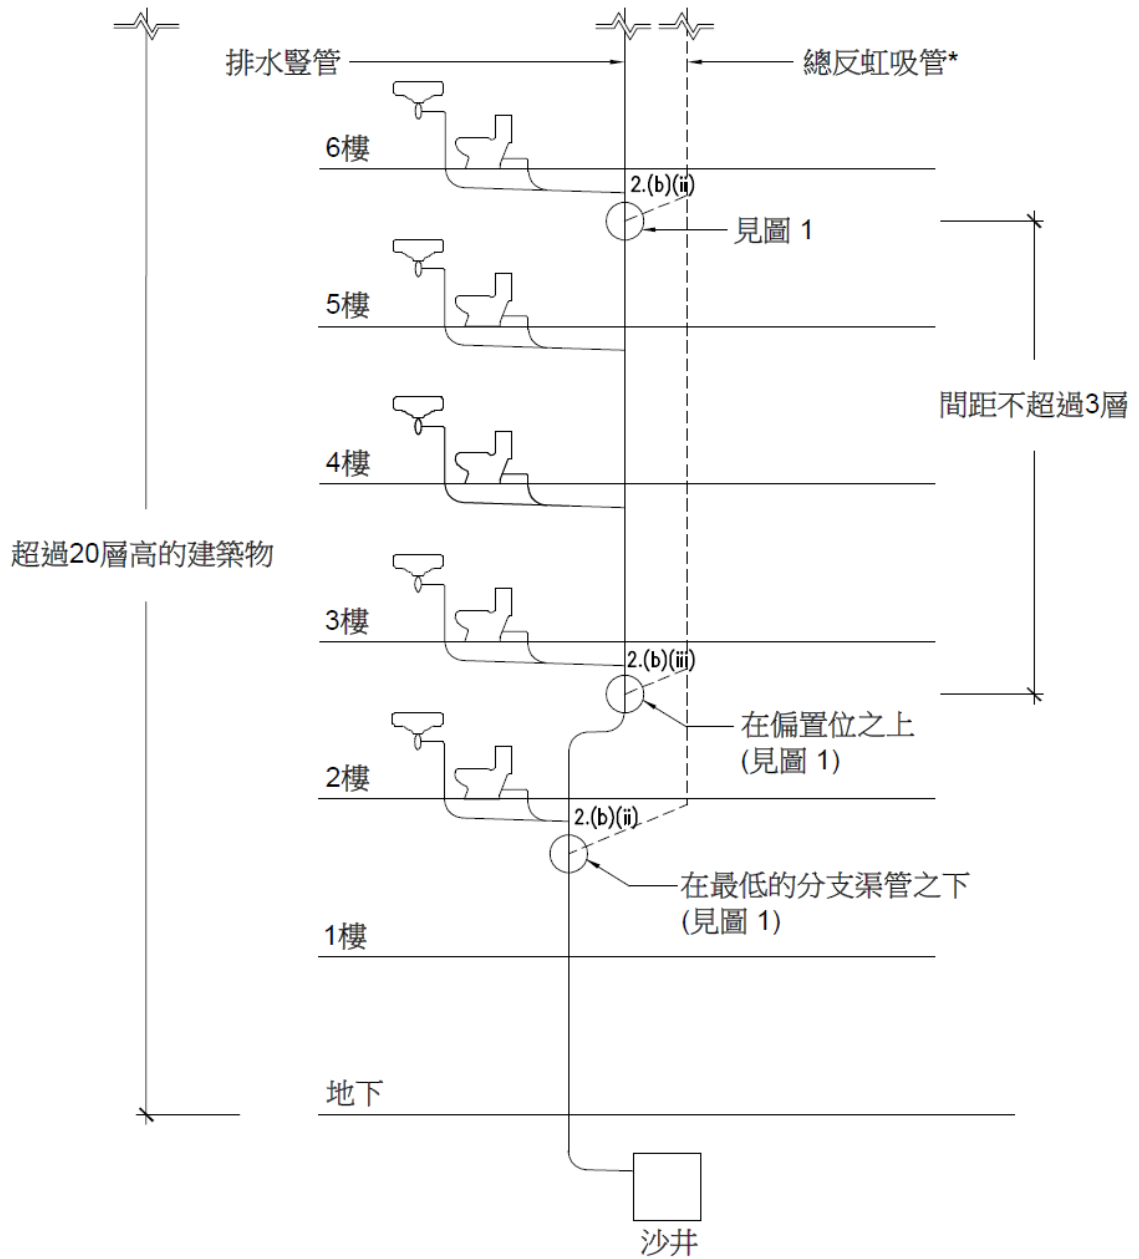 排水豎管
總反虹吸管*
6樓
2.(b)(ii)
見圖 1
5樓
間距不超過3層
4樓
超過20層高的建築物
3樓
2.(b)(iii)
在偏置位之上
(見圖 1)
2樓
2.(b)(ii)
在最低的分支渠管之下
(見圖 1)
1樓
地下
沙井